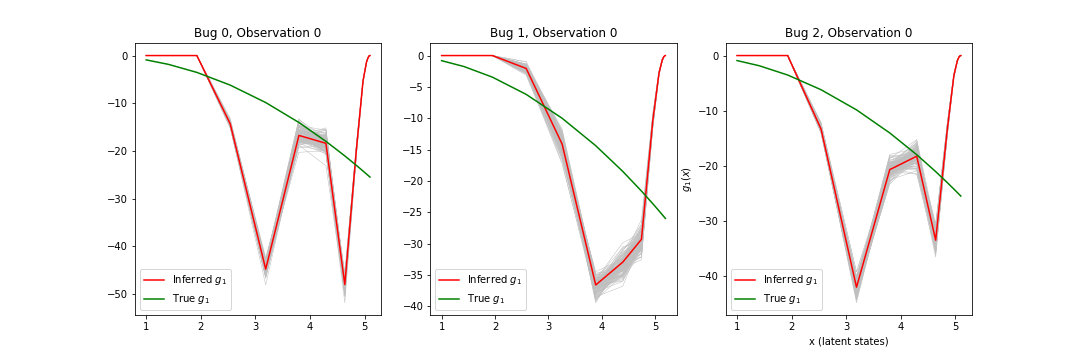 Bug 0, Observation 0
0
−10
−20
−30
−40
−50
1 2 3 4 5
Inferred g₁
True g₁
Bug 1, Observation 0
0
−5
−10
−15
−20
−25
−30
−35
−40
1 2 3 4 5
Inferred g₁
True g₁
Bug 2, Observation 0
g₁(x)
0
−10
−20
−30
−40
1 2 3 4 5
x (latent states)
Inferred g₁
True g₁